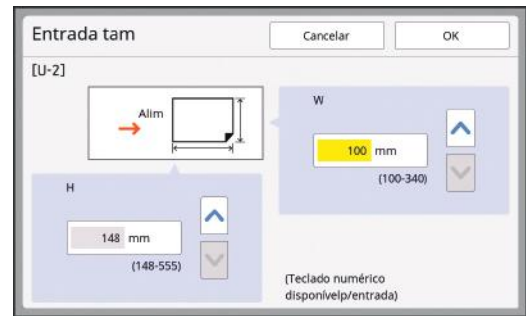 Entrada tam
Cancelar
OK
[U-2]
Alim
W
100 mm
(100-340)
H
148 mm
(148-555)
(Teclado numérico
disponívelp/entrada)